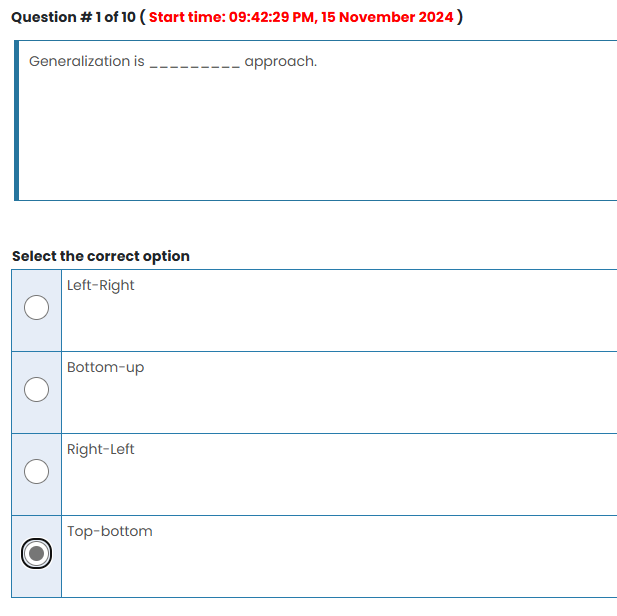 Question # 1 of 10 ( Start time: 09:42:29 PM, 15 November 2024 )
Generalization is _________ approach.
Select the correct option
Left-Right
Bottom-up
Right-Left
Top-bottom